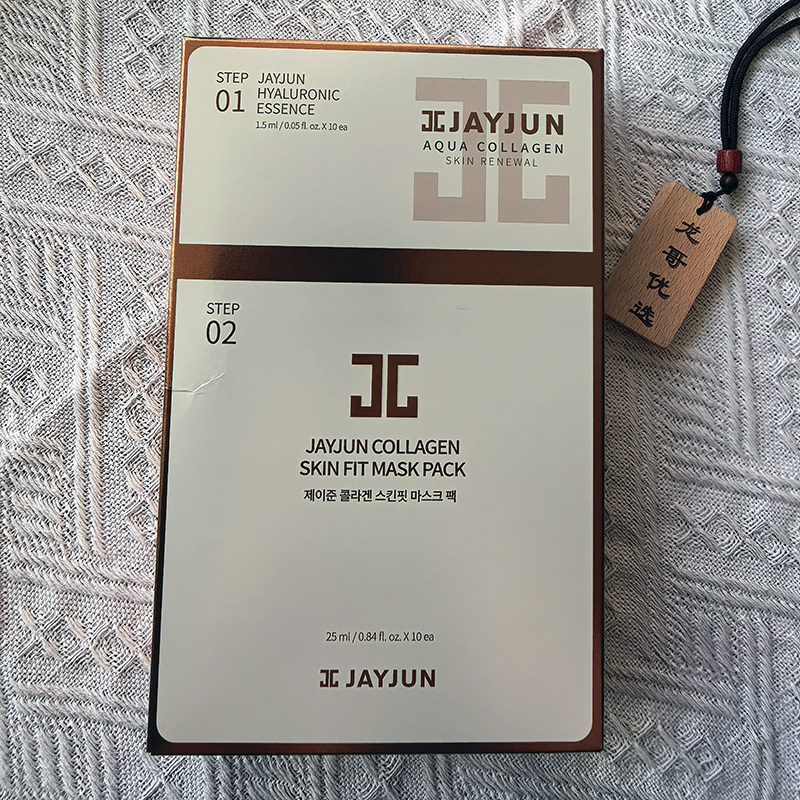 STEP
01
JAYJUN
HYALURONIC
ESSENCE
1.5 ml / 0.05 fl. oz. X 10 ea
JAYJUN
AQUA COLLAGEN
SKIN RENEWAL
STEP
02
JAYJUN COLLAGEN
SKIN FIT MASK PACK
제이준 콜라겐 스킨핏 마스크 팩
25 ml / 0.84 fl. oz. X 10 ea
JAYJUN
龙哥优选